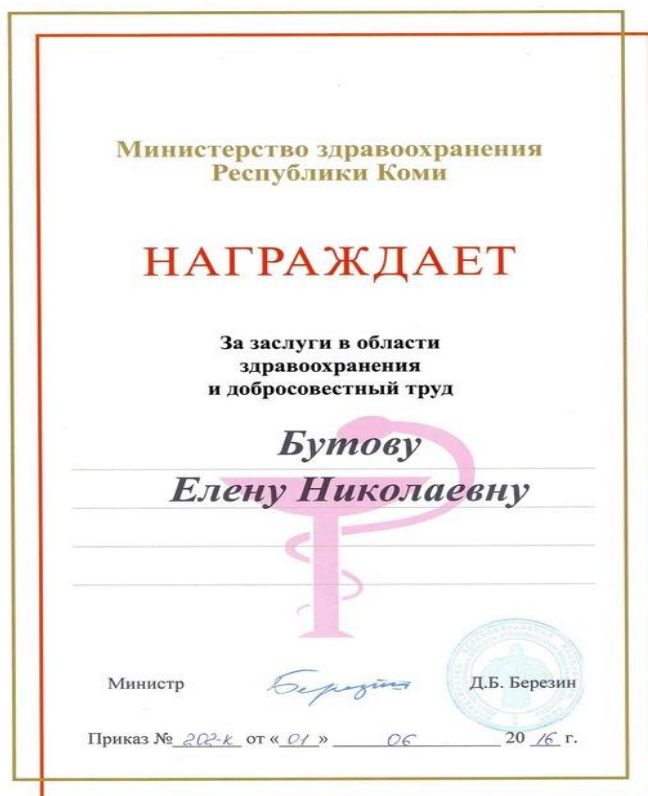 Министерство здравоохранения
Республики Коми
НАГРАЖДАЕТ
За заслуги в области
здравоохранения
и добросовестный труд
Бутову
Елену Николаевну
Министр Д.Б. Березин
Приказ № 202-к от « 01 » 06 20 16 г.